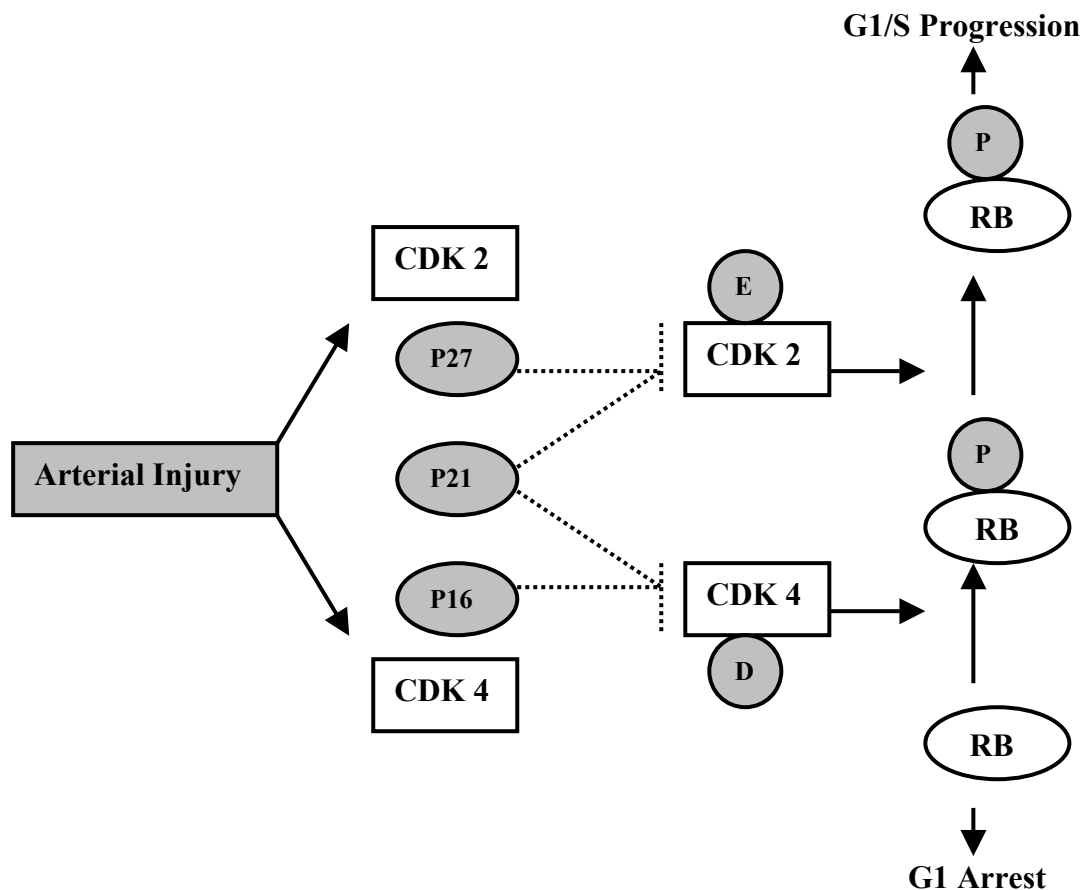 G1/S Progression
P
RB
CDK 2
E
P27
CDK 2
Arterial Injury
P21
P
RB
P16
CDK 4
CDK 4
D
RB
G1 Arrest